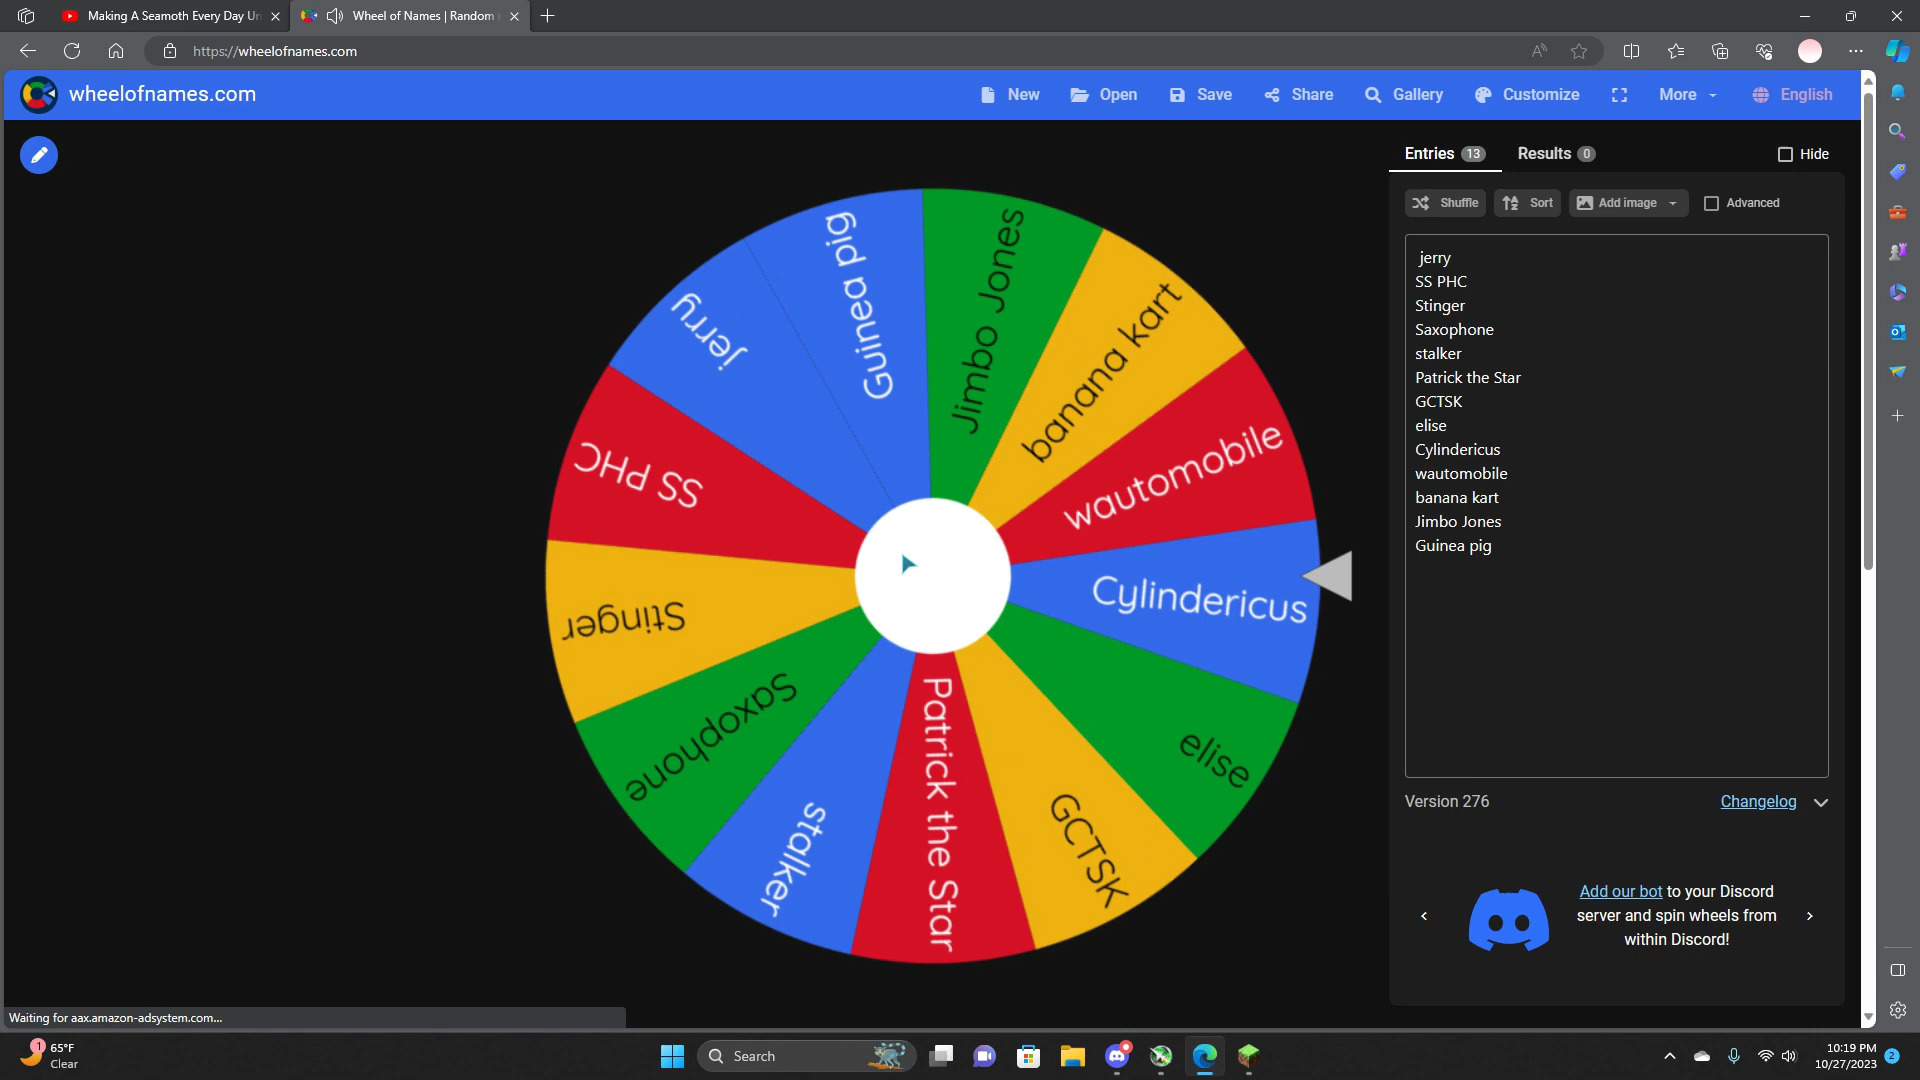 Making A Seamoth Every Day Un
Wheel of Names | Random
https://wheelofnames.com
wheelofnames.com
New
Open
Save
Share
Gallery
Customize
More
English
Entries 13
Results 0
Hide
Shuffle
Sort
Add image
Advanced
jerry
SS PHC
Stinger
Saxophone
stalker
Patrick the Star
GCTSK
elise
Cylindericus
wautomobile
banana kart
Jimbo Jones
Guinea pig
Guinea pig
Jimbo Jones
banana kart
wautomobile
Cylindericus
elise
GCTSK
Patrick the Star
stalker
Saxophone
Stinger
SS PHC
jerry
Version 276
Changelog
Add our bot to your Discord
server and spin wheels from
within Discord!
Waiting for aax.amazon-adsystem.com...
1
65°F
Clear
Search
10:19 PM
10/27/2023
2